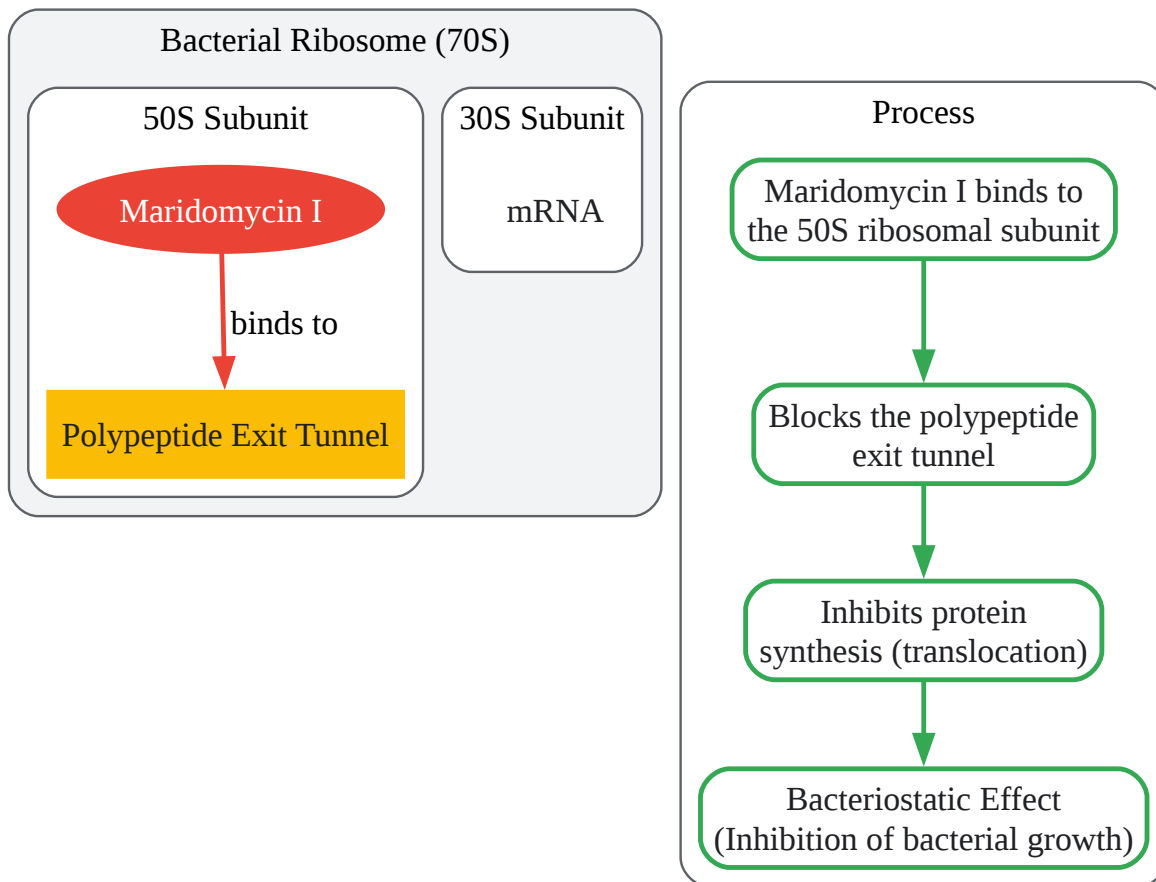 Bacterial Ribosome (70S)
50S Subunit
Maridomycin I
binds to
Polypeptide Exit Tunnel
30S Subunit
mRNA
Process
Maridomycin I binds to
the 50S ribosomal subunit
Blocks the polypeptide
exit tunnel
Inhibits protein
synthesis (translocation)
Bacteriostatic Effect
(Inhibition of bacterial growth)